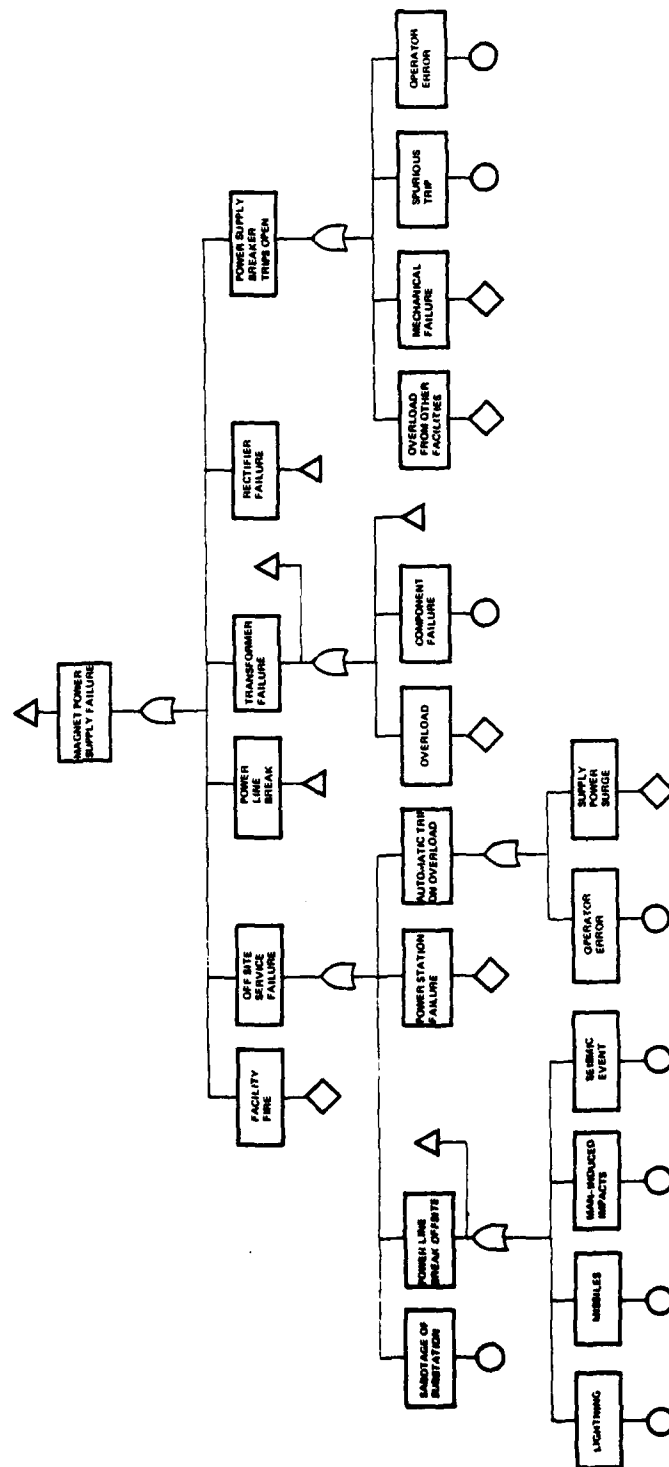 MAGNET POWER
SUPPLY FAILURE
FACILITY
FIRE
OFF SITE
SERVICE
FAILURE
POWER
LINE
BREAK
TRANSFORMER
FAILURE
RECTIFIER
FAILURE
POWER SUPPLY
BREAKER
TRIPS OPEN
SABOTAGE OF
SUBSTATION
POWER LINE
BREAK OFFSITE
POWER STATION
FAILURE
AUTOMATIC TRIP
ON OVERLOAD
OVERLOAD
COMPONENT
FAILURE
OVERLOAD
FROM OTHER
FACILITIES
MECHANICAL
FAILURE
SPURIOUS
TRIP
OPERATOR
ERROR
LIGHTNING
MISSILES
MAN-INDUCED
IMPACTS
SEISMIC
EVENT
OPERATOR
ERROR
SUPPLY
POWER
SURGE